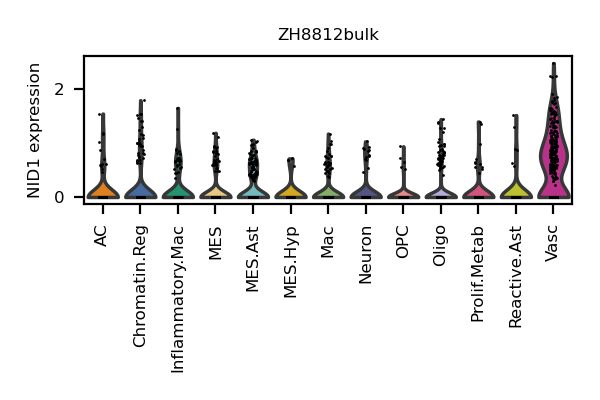 ZH8812bulk
NID1 expression
2
0
AC
Chromatin.Reg
Inflammatory.Mac
MES
MES.Ast
MES.Hyp
Mac
Neuron
OPC
Oligo
Prolif.Metab
Reactive.Ast
Vasc